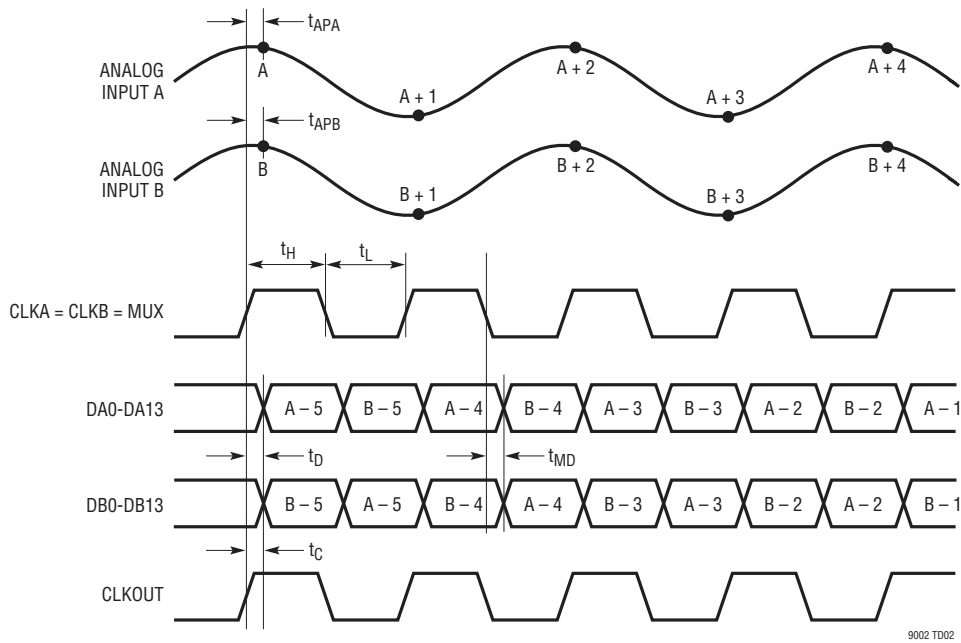 tAPA
ANALOG
INPUT A
A
A + 1
A + 2
A + 3
A + 4
tAPB
ANALOG
INPUT B
B
B + 1
B + 2
B + 3
B + 4
tH
tL
CLKA = CLKB = MUX
DA0-DA13
A – 5
B – 5
A – 4
B – 4
A – 3
B – 3
A – 2
B – 2
A – 1
tD
tMD
DB0-DB13
B – 5
A – 5
B – 4
A – 4
B – 3
A – 3
B – 2
A – 2
B – 1
tC
CLKOUT
9002 TD02